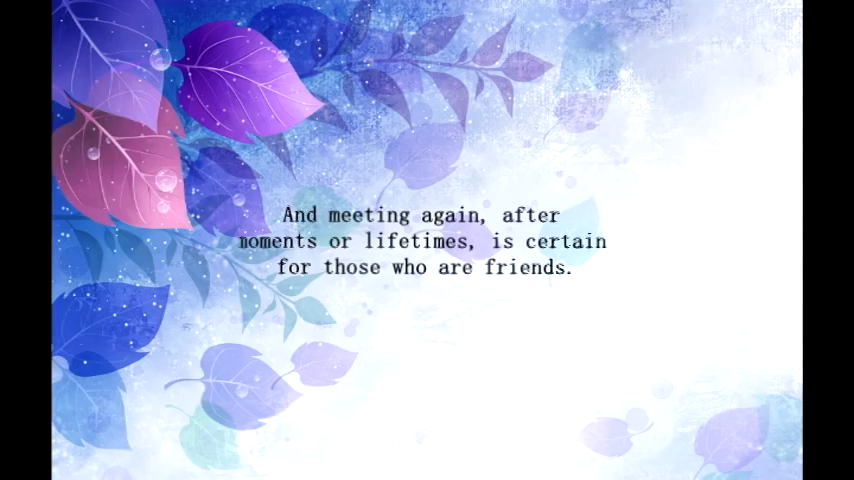 And meeting again, after
moments or lifetimes, is certain
for those who are friends.